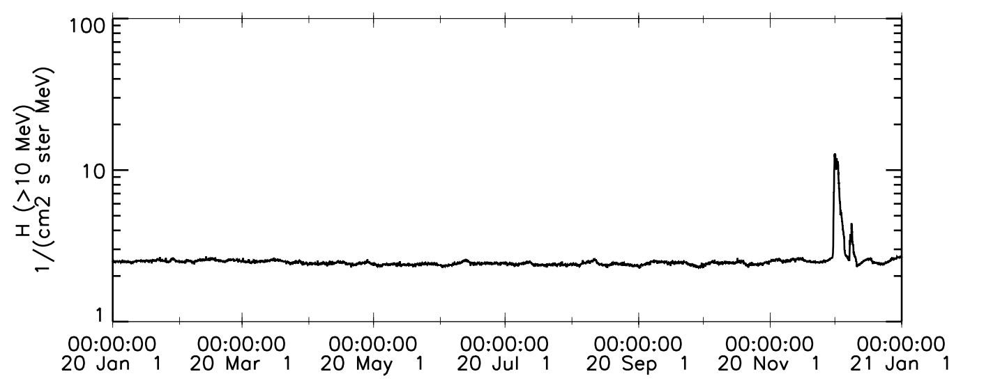 H (>10 MeV)
1/(cm2 s ster MeV)
100
10
1
00:00:00 00:00:00 00:00:00 00:00:00 00:00:00 00:00:00 00:00:00
20 Jan 1 20 Mar 1 20 May 1 20 Jul 1 20 Sep 1 20 Nov 1 21 Jan 1